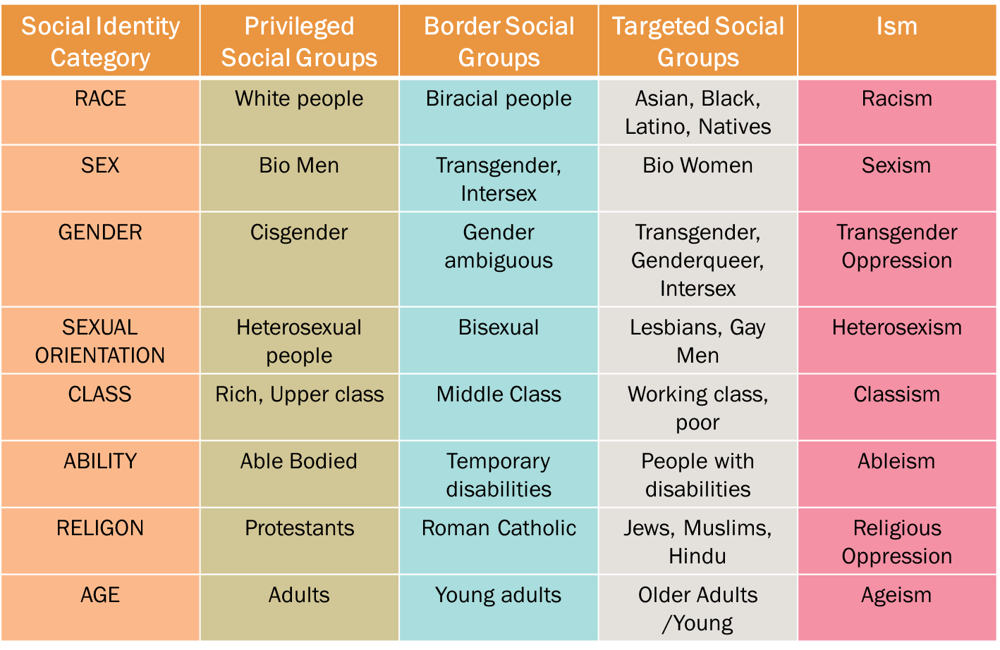 Social Identity
Category
Privileged
Social Groups
Border Social
Groups
Targeted Social
Groups
Ism
RACE
White people
Biracial people
Asian, Black,
Latino, Natives
Racism
SEX
Bio Men
Transgender,
Intersex
Bio Women
Sexism
GENDER
Cisgender
Gender
ambiguous
Transgender,
Genderqueer,
Intersex
Transgender
Oppression
SEXUAL
ORIENTATION
Heterosexual
people
Bisexual
Lesbians, Gay
Men
Heterosexism
CLASS
Rich, Upper class
Middle Class
Working class,
poor
Classism
ABILITY
Able Bodied
Temporary
disabilities
People with
disabilities
Ableism
RELIGON
Protestants
Roman Catholic
Jews, Muslims,
Hindu
Religious
Oppression
AGE
Adults
Young adults
Older Adults
/Young
Ageism